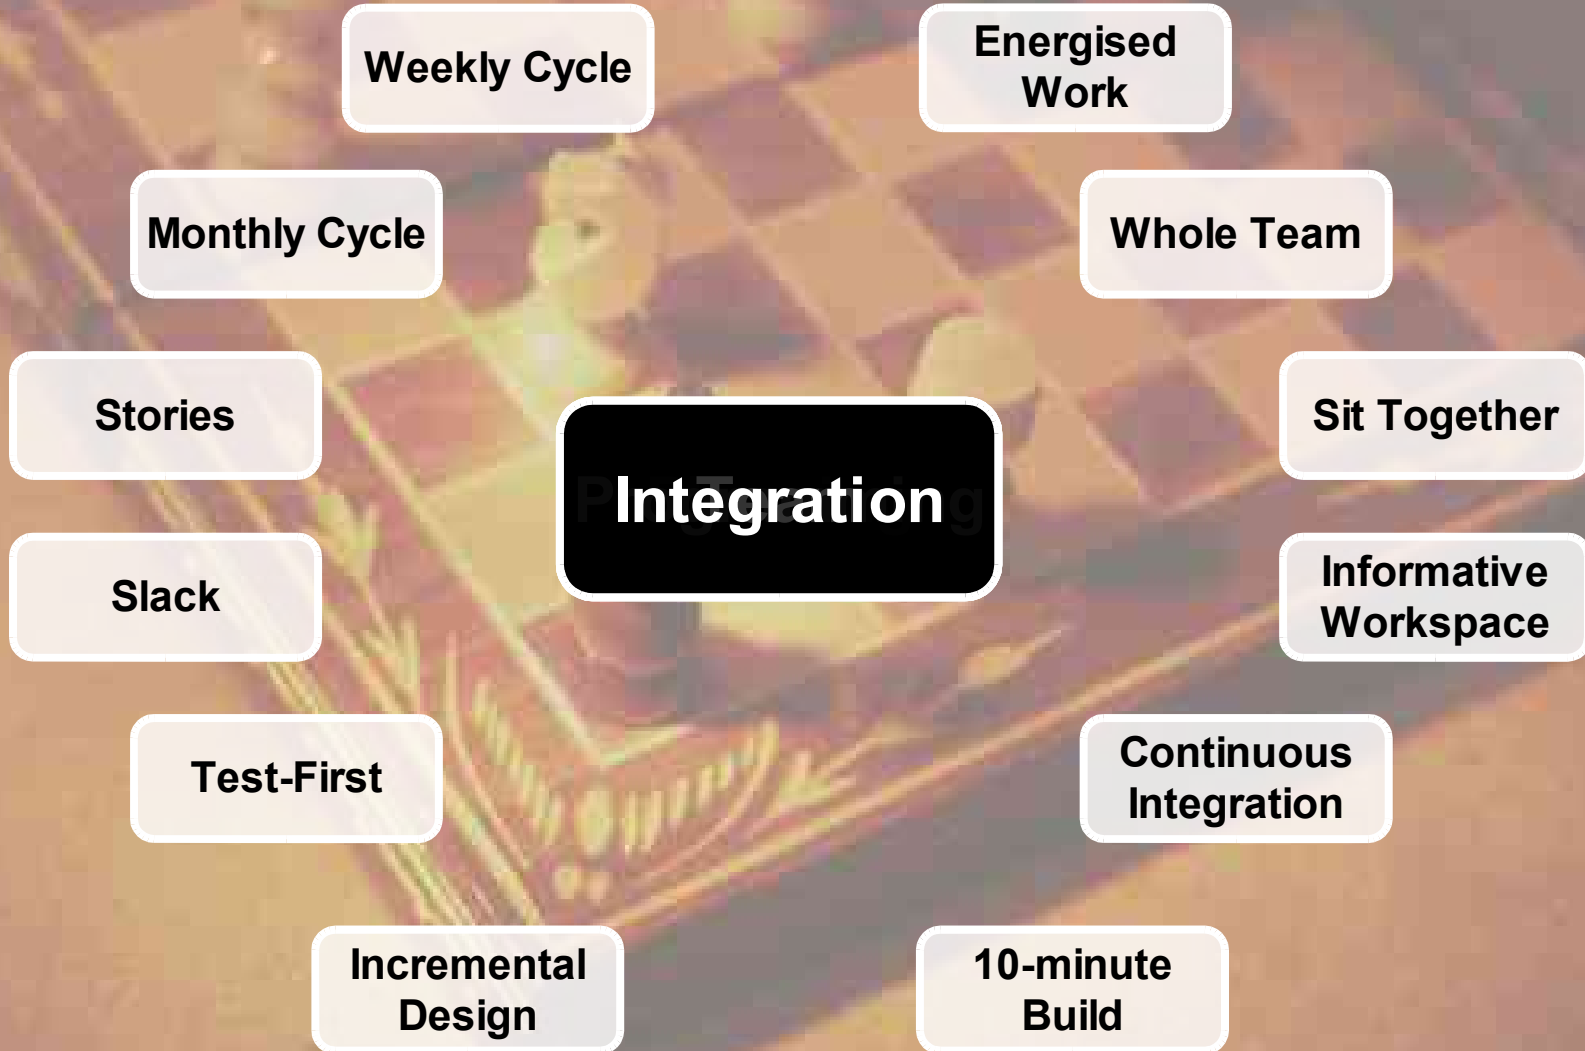 Weekly Cycle
Energised
Work
Monthly Cycle
Whole Team
Stories
Sit Together
Integration
Slack
Informative
Workspace
Test-First
Continuous
Integration
Incremental
Design
10-minute
Build